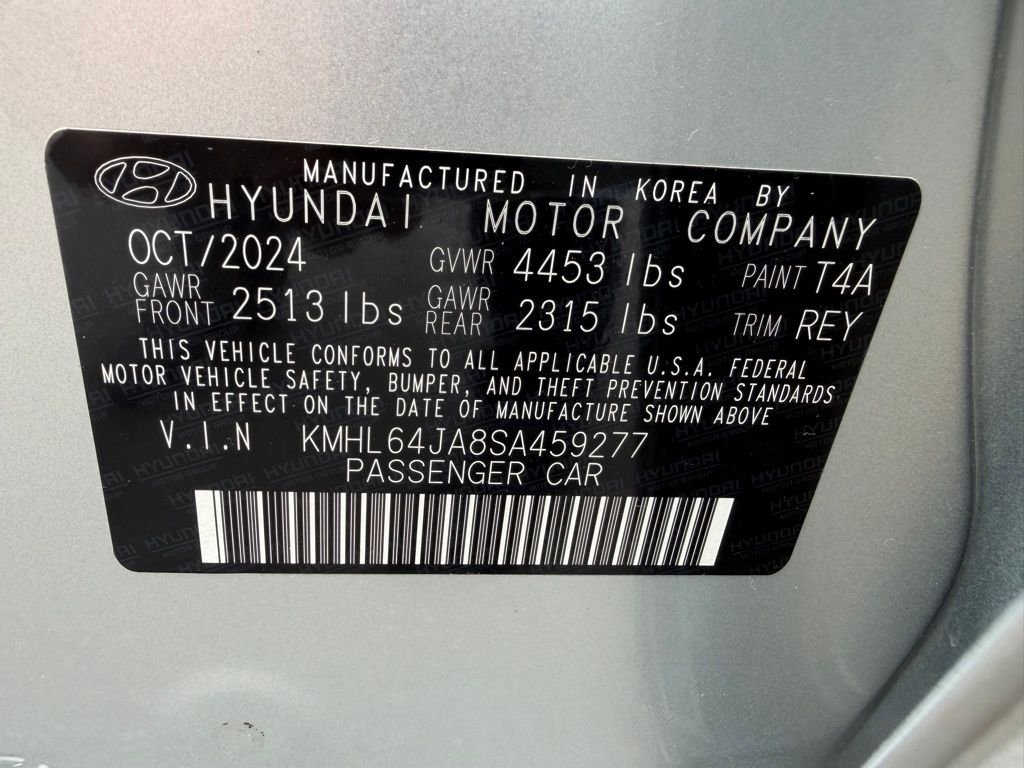 MANUFACTURED IN KOREA BY
HYUNDAI MOTOR COMPANY
OCT/2024 GVWR 4453 lbs PAINT T4A
GAWR FRONT 2513 lbs GAWR REAR 2315 lbs TRIM REY
THIS VEHICLE CONFORMS TO ALL APPLICABLE U.S.A. FEDERAL
MOTOR VEHICLE SAFETY, BUMPER, AND THEFT PREVENTION STANDARDS
IN EFFECT ON THE DATE OF MANUFACTURE SHOWN ABOVE
V.I.N KMHL64JA8SA459277
PASSENGER CAR